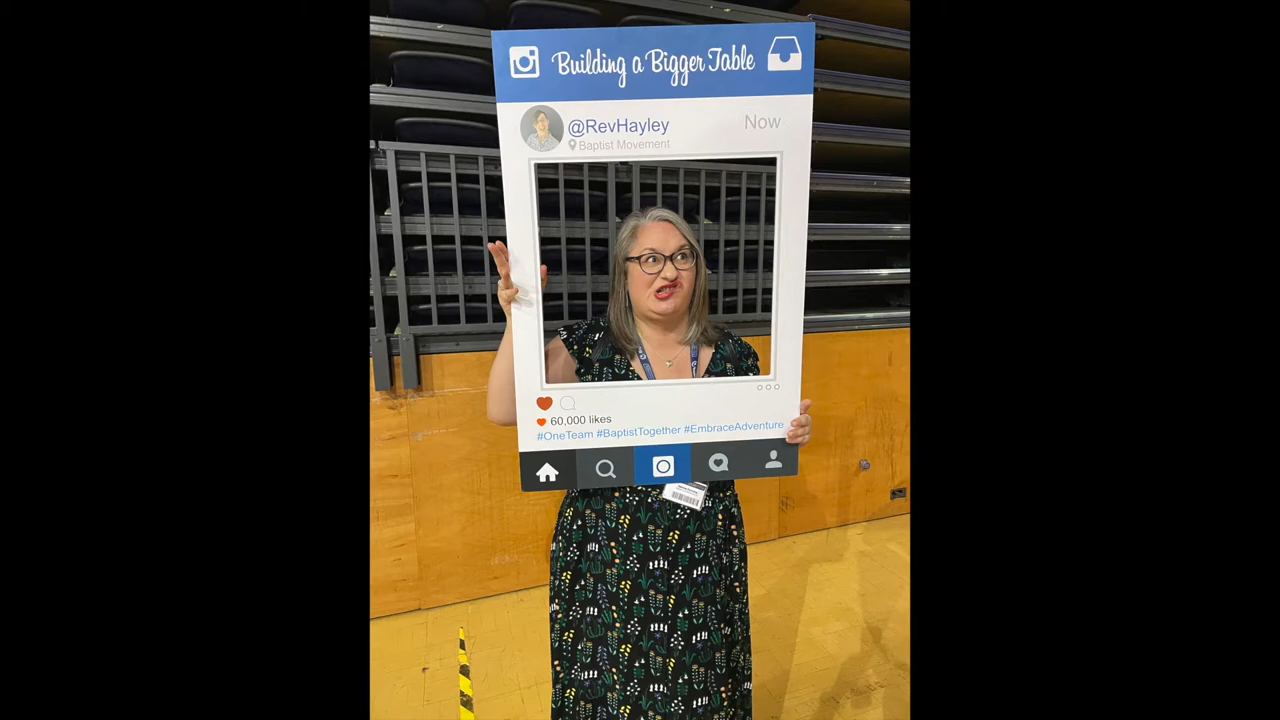 Building a Bigger Table
@RevHayley
Now
Baptist Movement
60,000 likes
#OneTeam #BaptistTogether #EmbraceAdventure